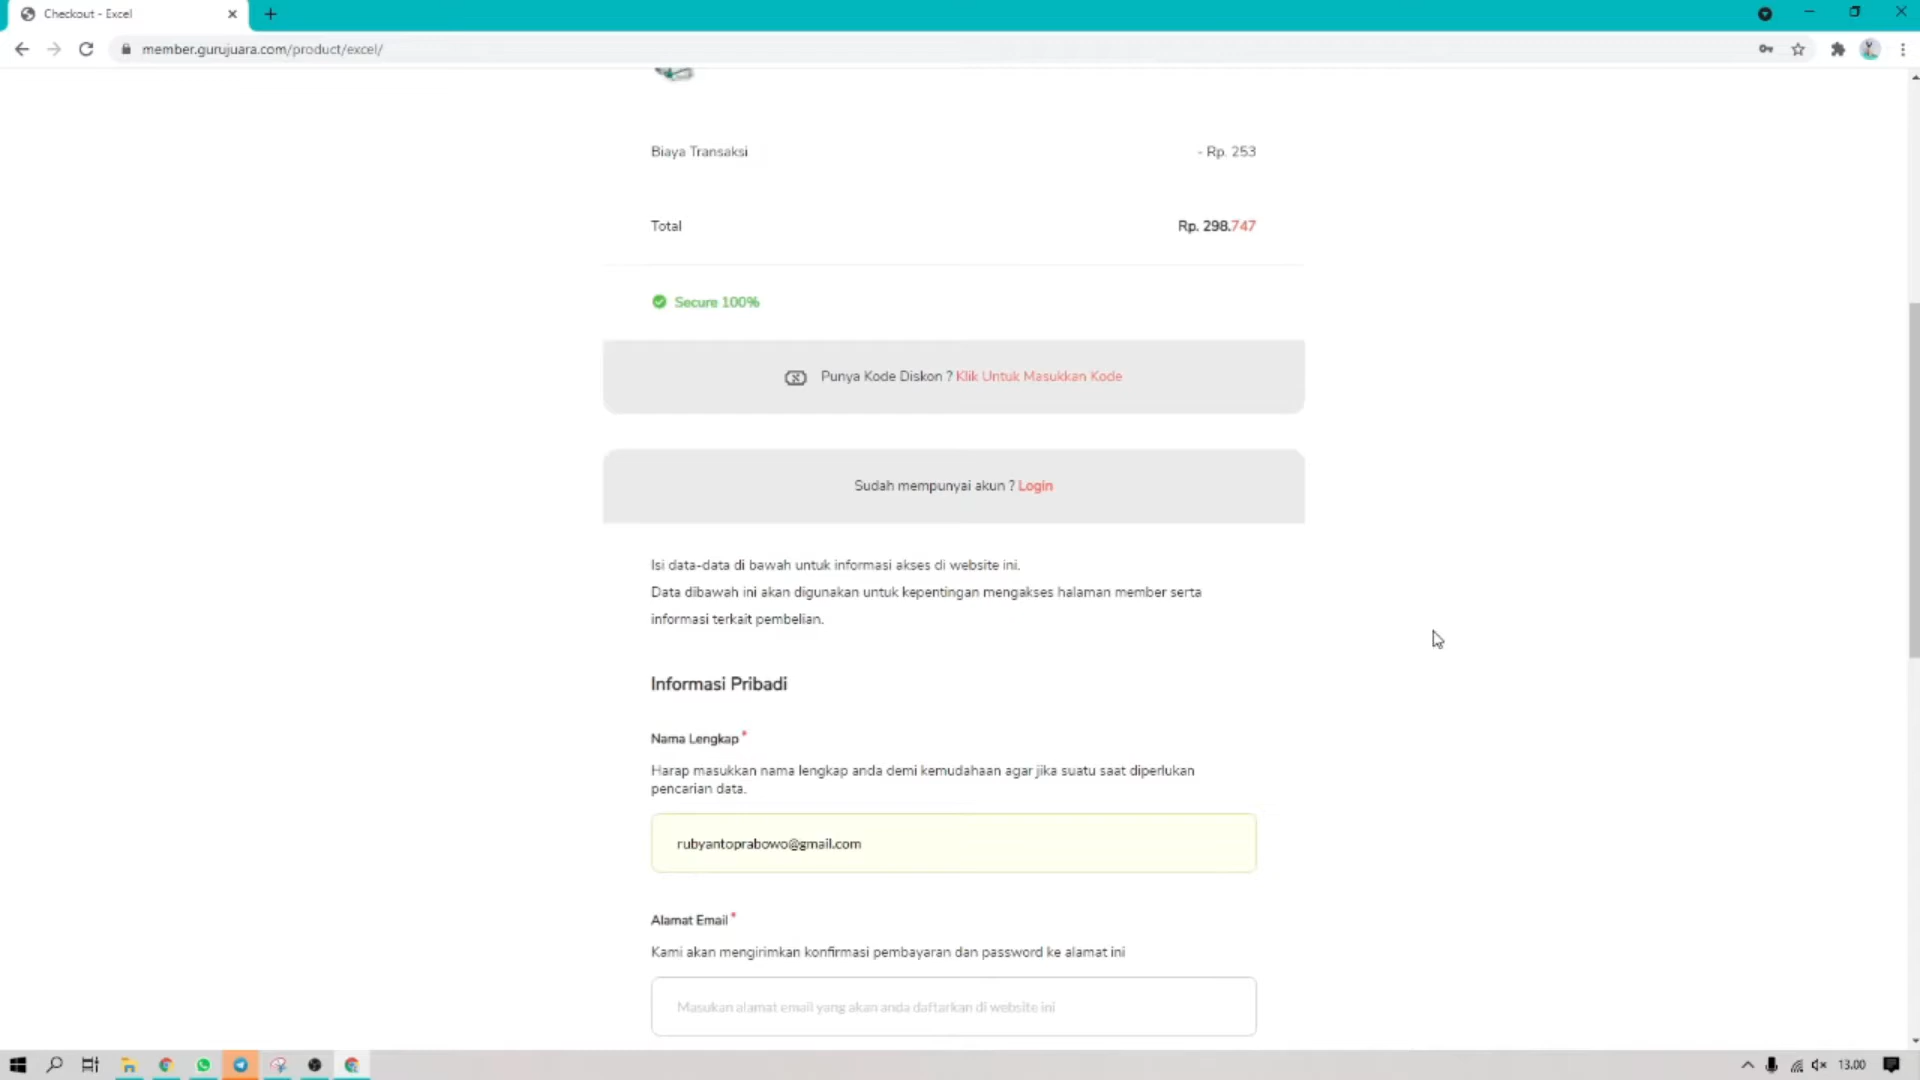 Checkout - Excel
member.gurujuara.com/product/excel/
Biaya Transaksi - Rp. 253
Total Rp. 298.747
Secure 100%
Punya Kode Diskon ? Klik Untuk Masukkan Kode
Sudah mempunyai akun ? Login
Isi data-data di bawah untuk informasi akses di website ini.
Data dibawah ini akan digunakan untuk kepentingan mengakses halaman member serta
informasi terkait pembelian.
Informasi Pribadi
Nama Lengkap *
Harap masukkan nama lengkap anda demi kemudahaan agar jika suatu saat diperlukan
pencarian data.
rubyantoprabowo@gmail.com
Alamat Email *
Kami akan mengirimkan konfirmasi pembayaran dan password ke alamat ini
Masukan alamat email yang akan anda daftarkan di website ini
13.00